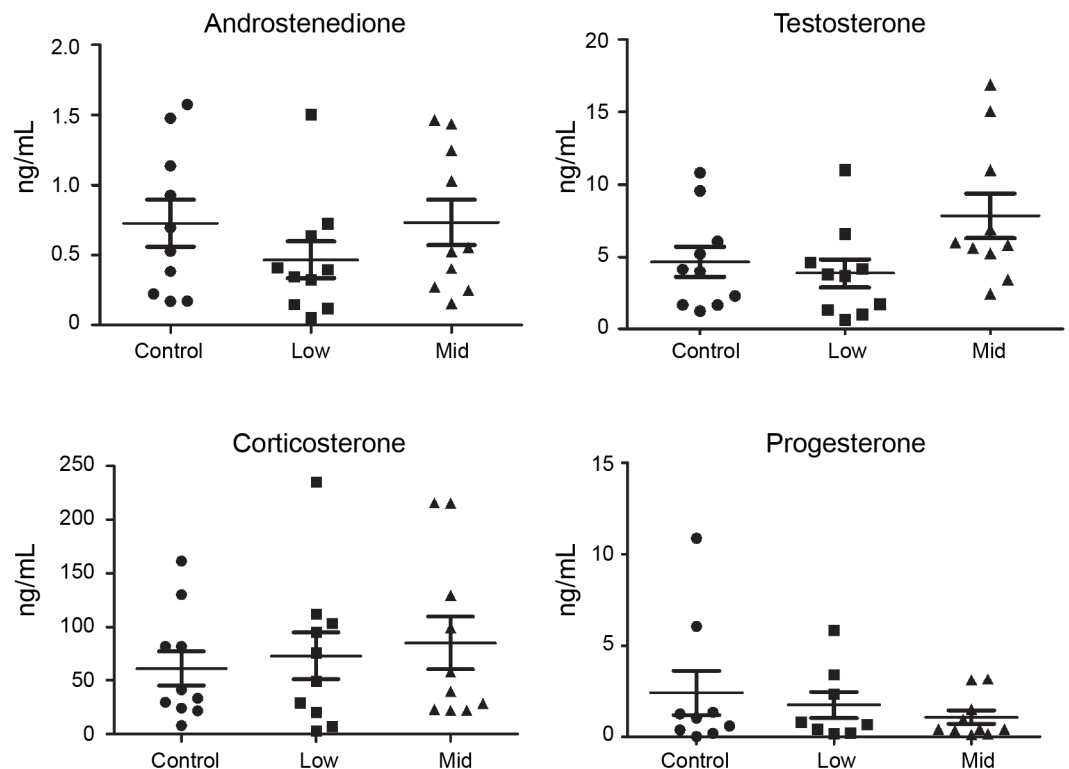 Androstenedione
2.0
1.5
1.0
0.5
0
ng/mL
Control Low Mid
Testosterone
20
15
10
5
0
ng/mL
Control Low Mid
Corticosterone
250
200
150
100
50
0
ng/mL
Control Low Mid
Progesterone
15
10
5
0
ng/mL
Control Low Mid